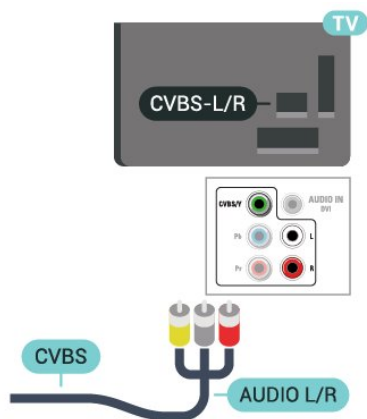 TV
CVBS-L/R
CVBS/Y
AUDIO IN
DVI
Pb
L
Pr
R
CVBS
AUDIO L/R